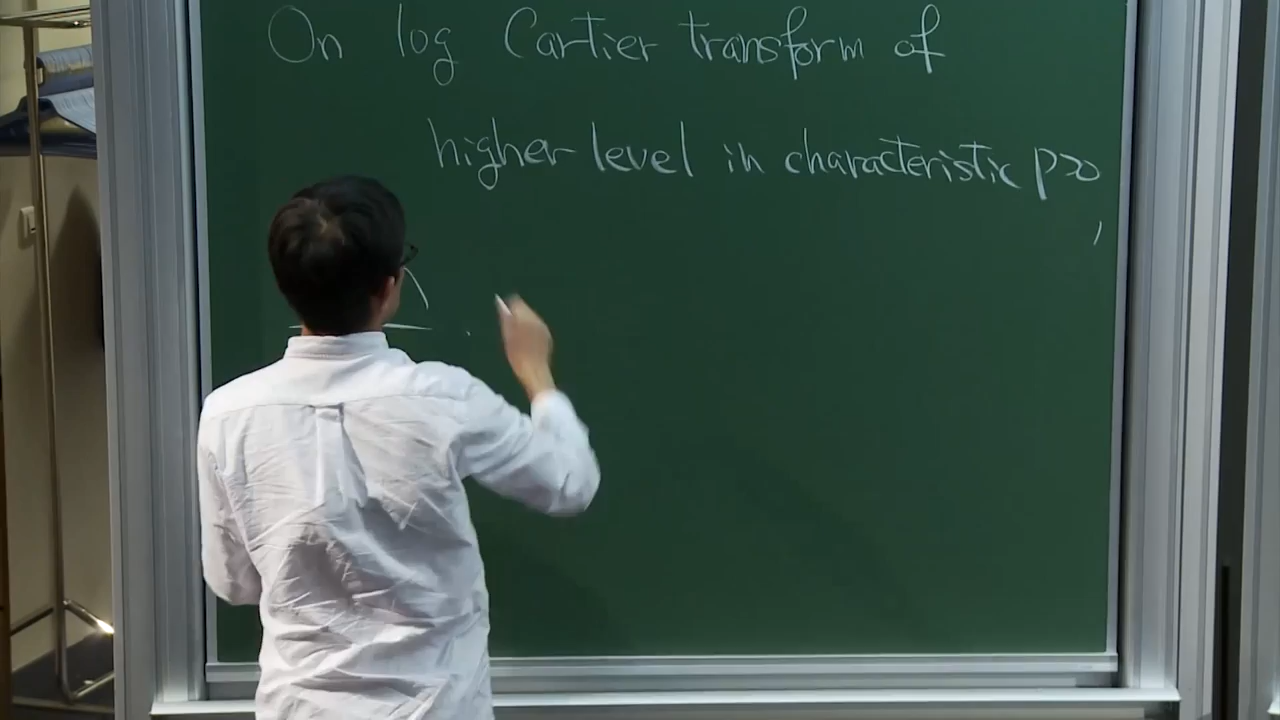 On log Cartier transform of
higher level in characteristic p>0